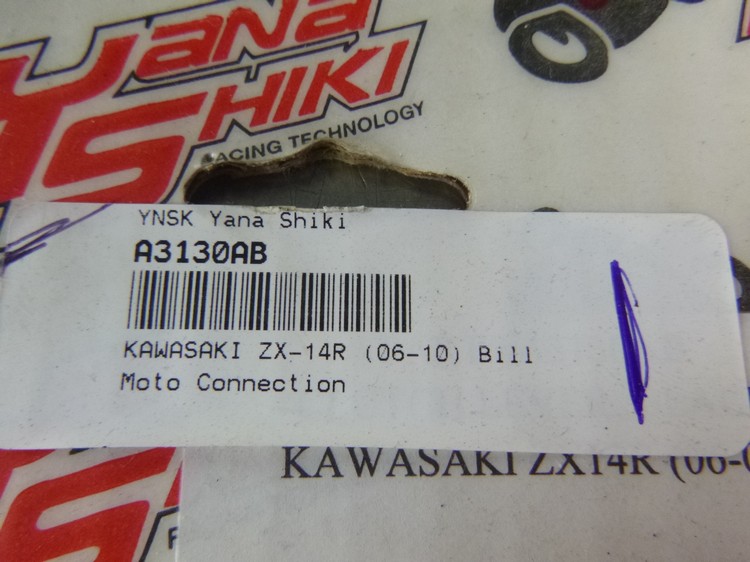 YANA
SHIKI
RACING TECHNOLOGY
YNSK Yana Shiki
A3130AB
KAWASAKI ZX-14R (06-10) Bill
Moto Connection
KAWASAKI ZX14R (06-
SHIKI